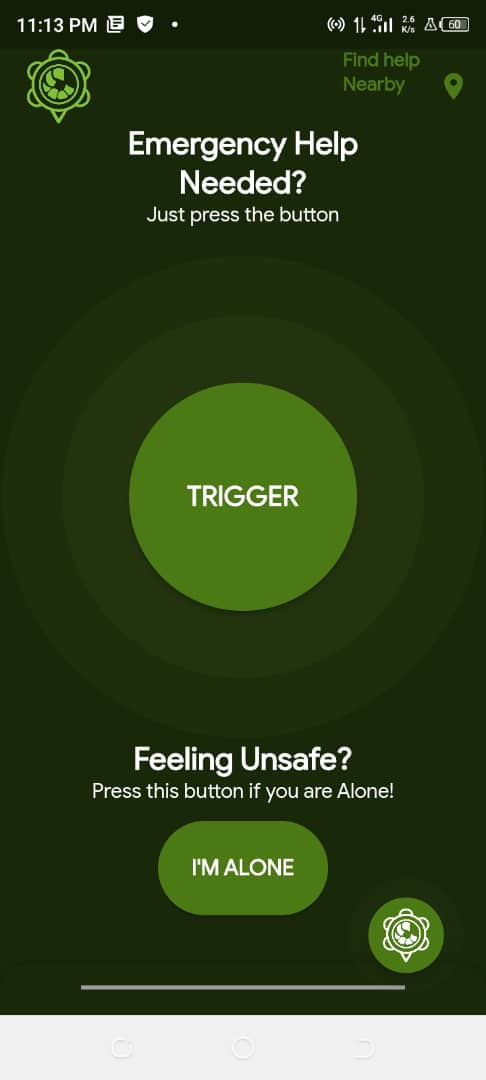 11:13 PM
4G
2.6
K/s
60
Find help
Nearby
Emergency Help
Needed?
Just press the button
TRIGGER
Feeling Unsafe?
Press this button if you are Alone!
I'M ALONE